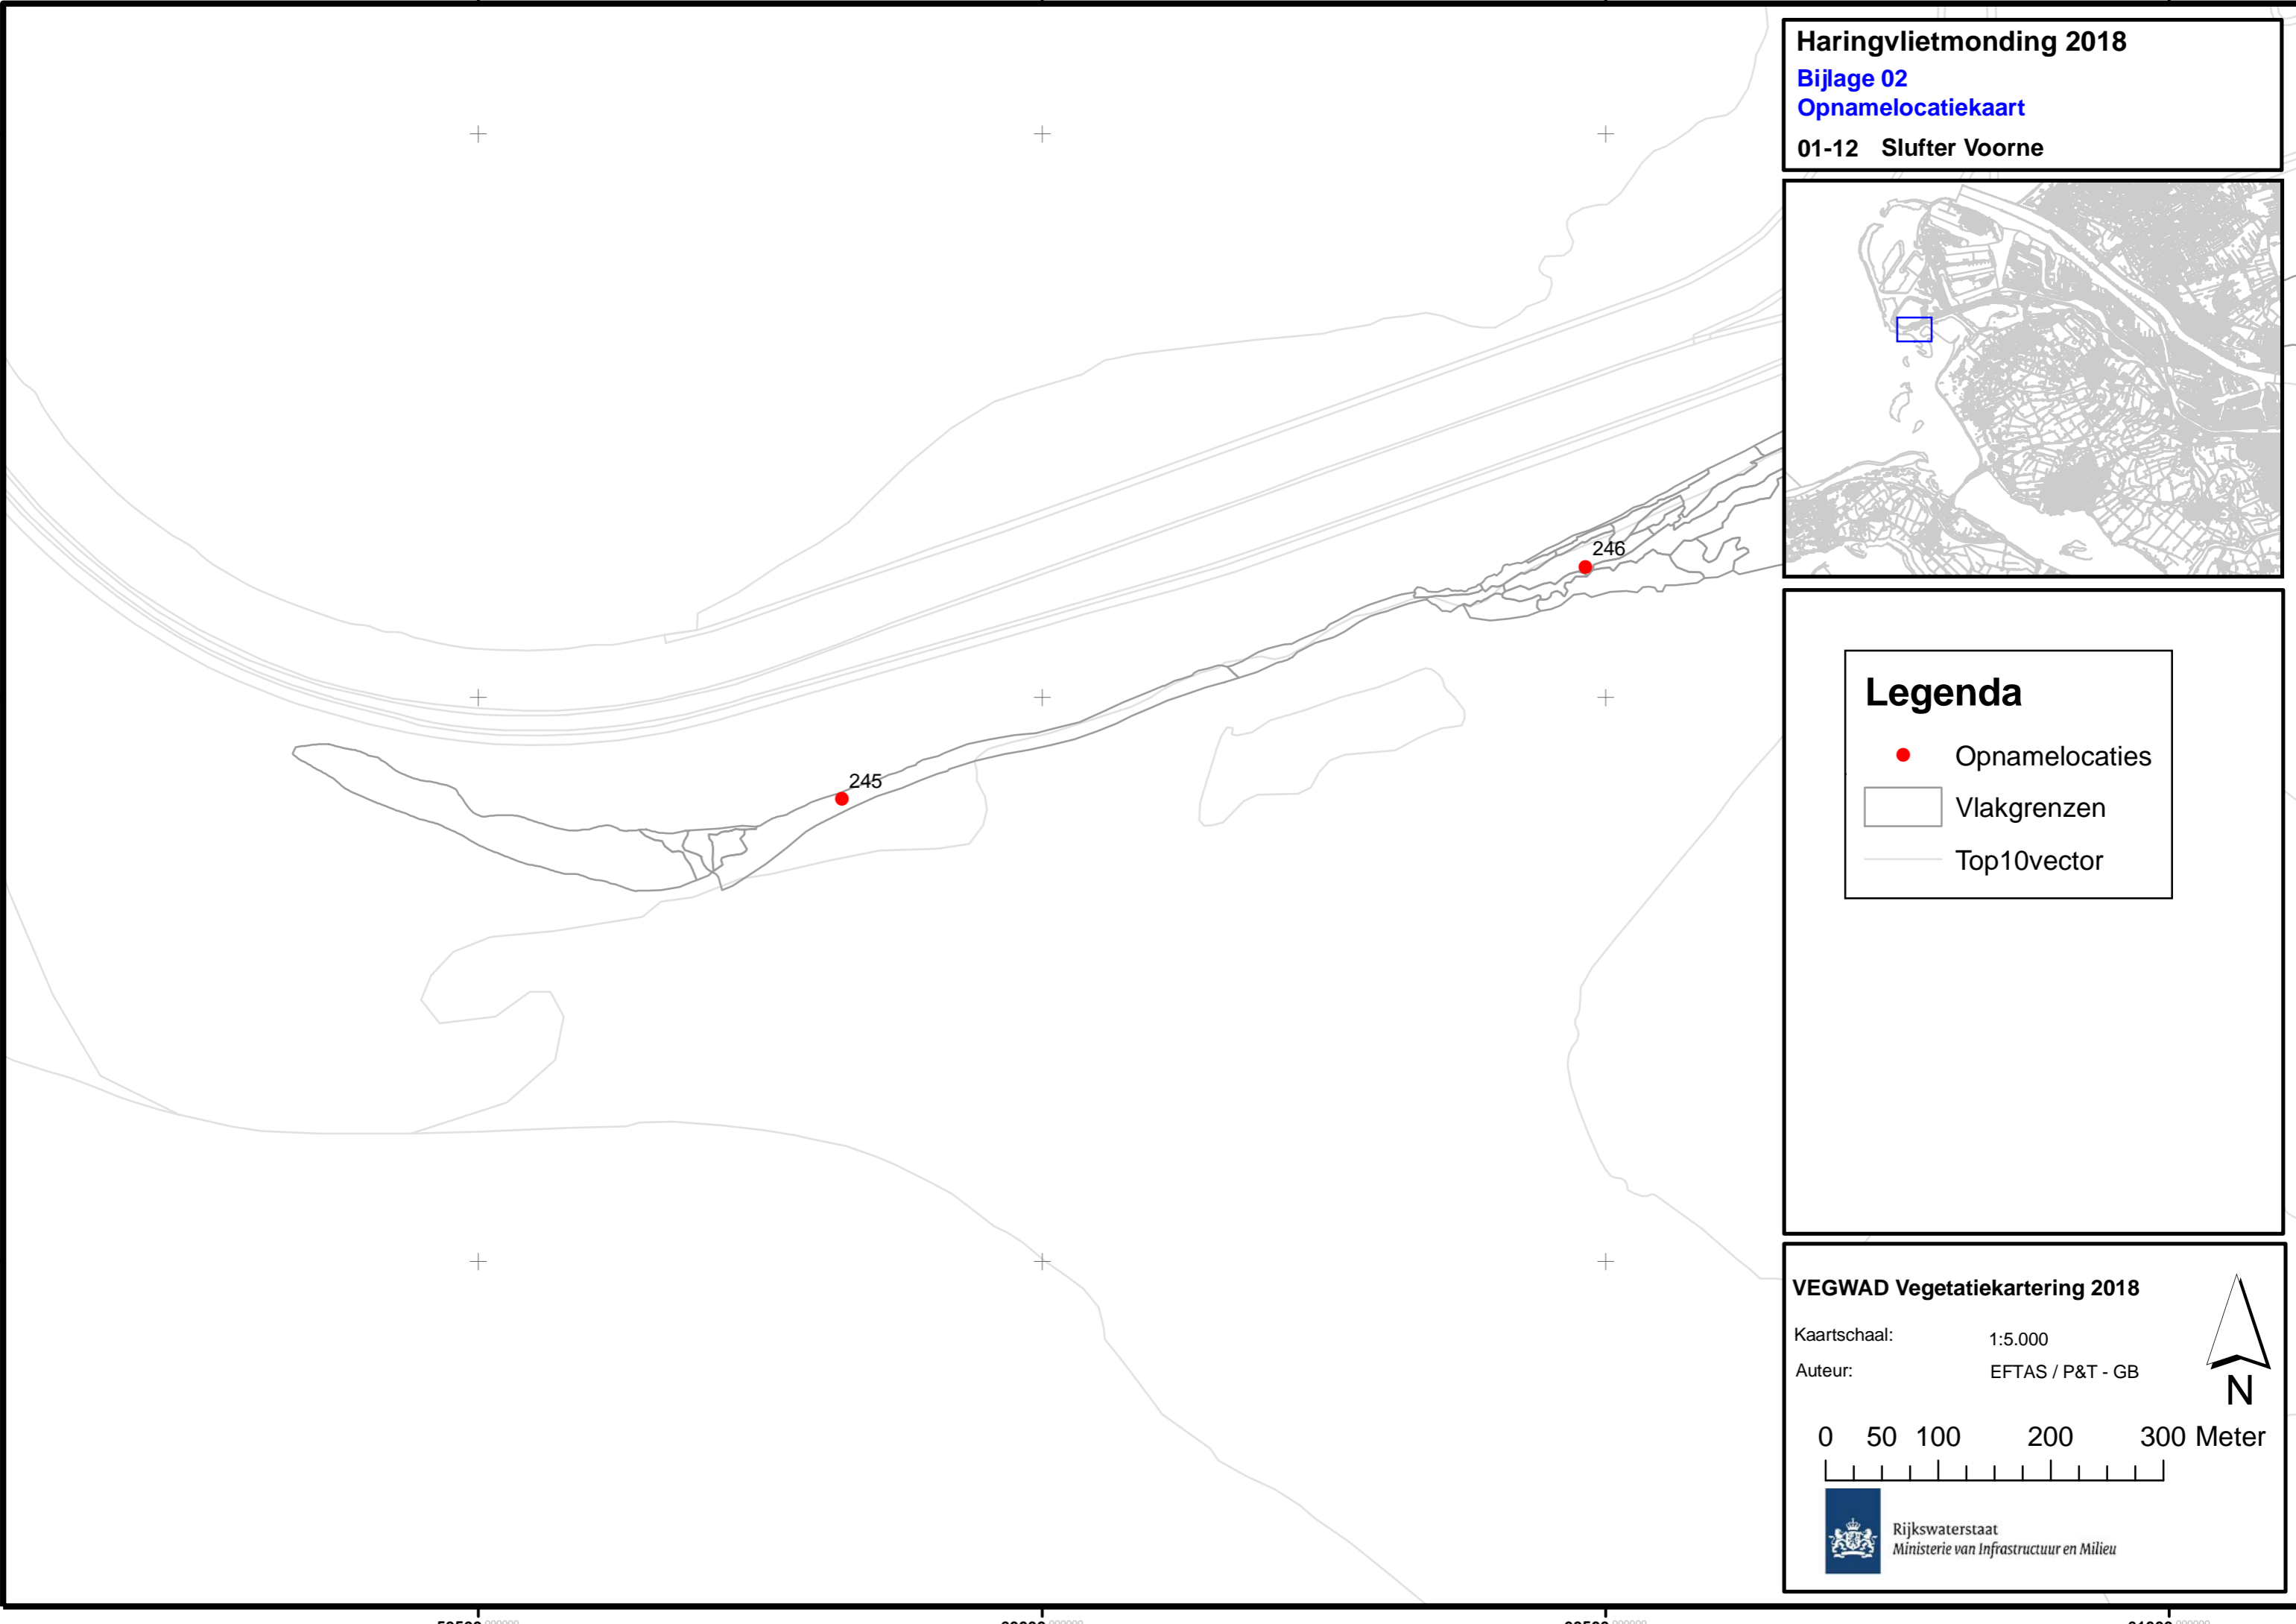 Haringvlietmonding 2018
Bijlage 02
Opnamelocatiekaart
01-12 Slufter Voorne
246
245
Legenda
Opnamelocaties
Vlakgrenzen
Top10vector
VEGWAD Vegetatiekartering 2018
Kaartschaal: 1:5.000
Auteur: EFTAS / P&T - GB
N
0 50 100 200 300 Meter
Rijkswaterstaat
Ministerie van Infrastructuur en Milieu